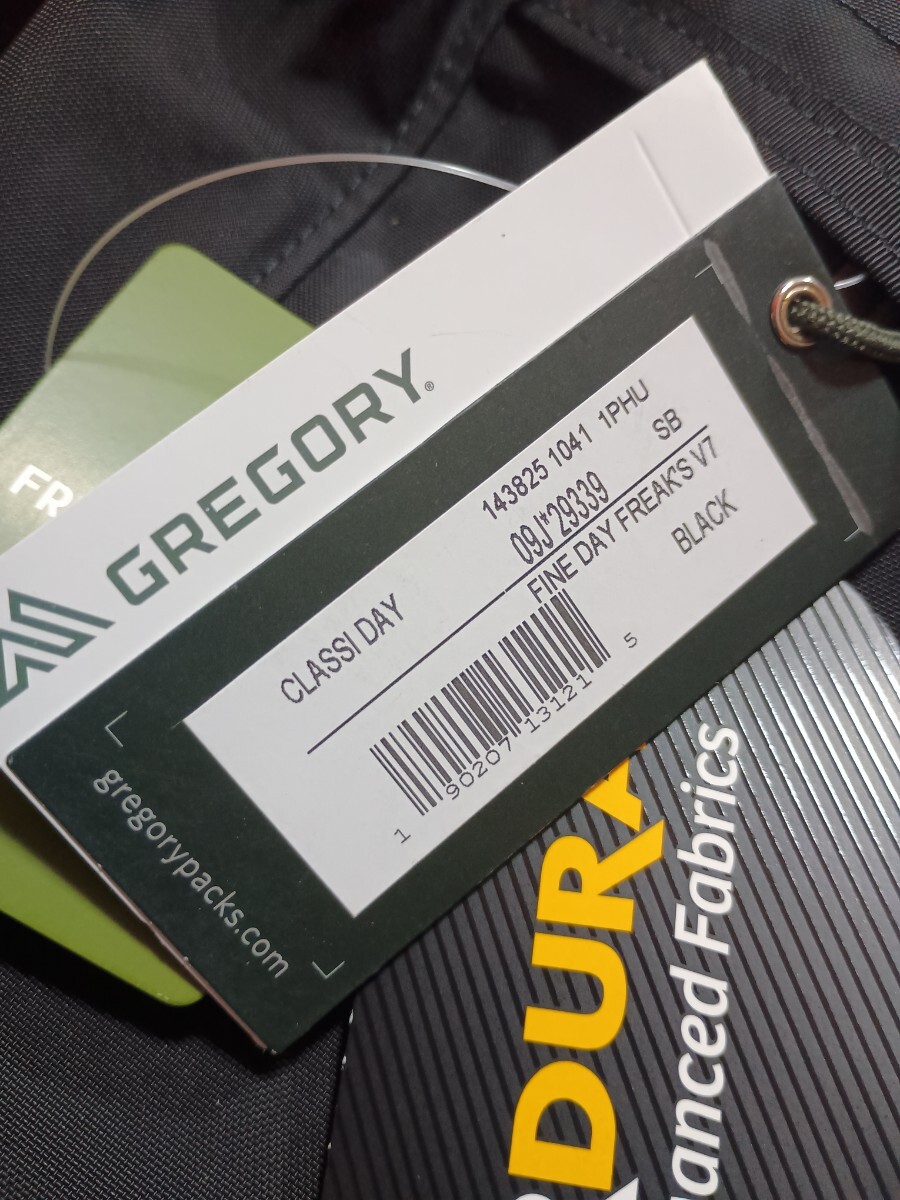 FR
GREGORY®
143825 1041 1PHU
09J*29339 SB
CLASSI DAY
FINE DAY FREAK'S V7
BLACK
1 90207 13121 5
gregorypacks.com
DURA
anced Fabrics